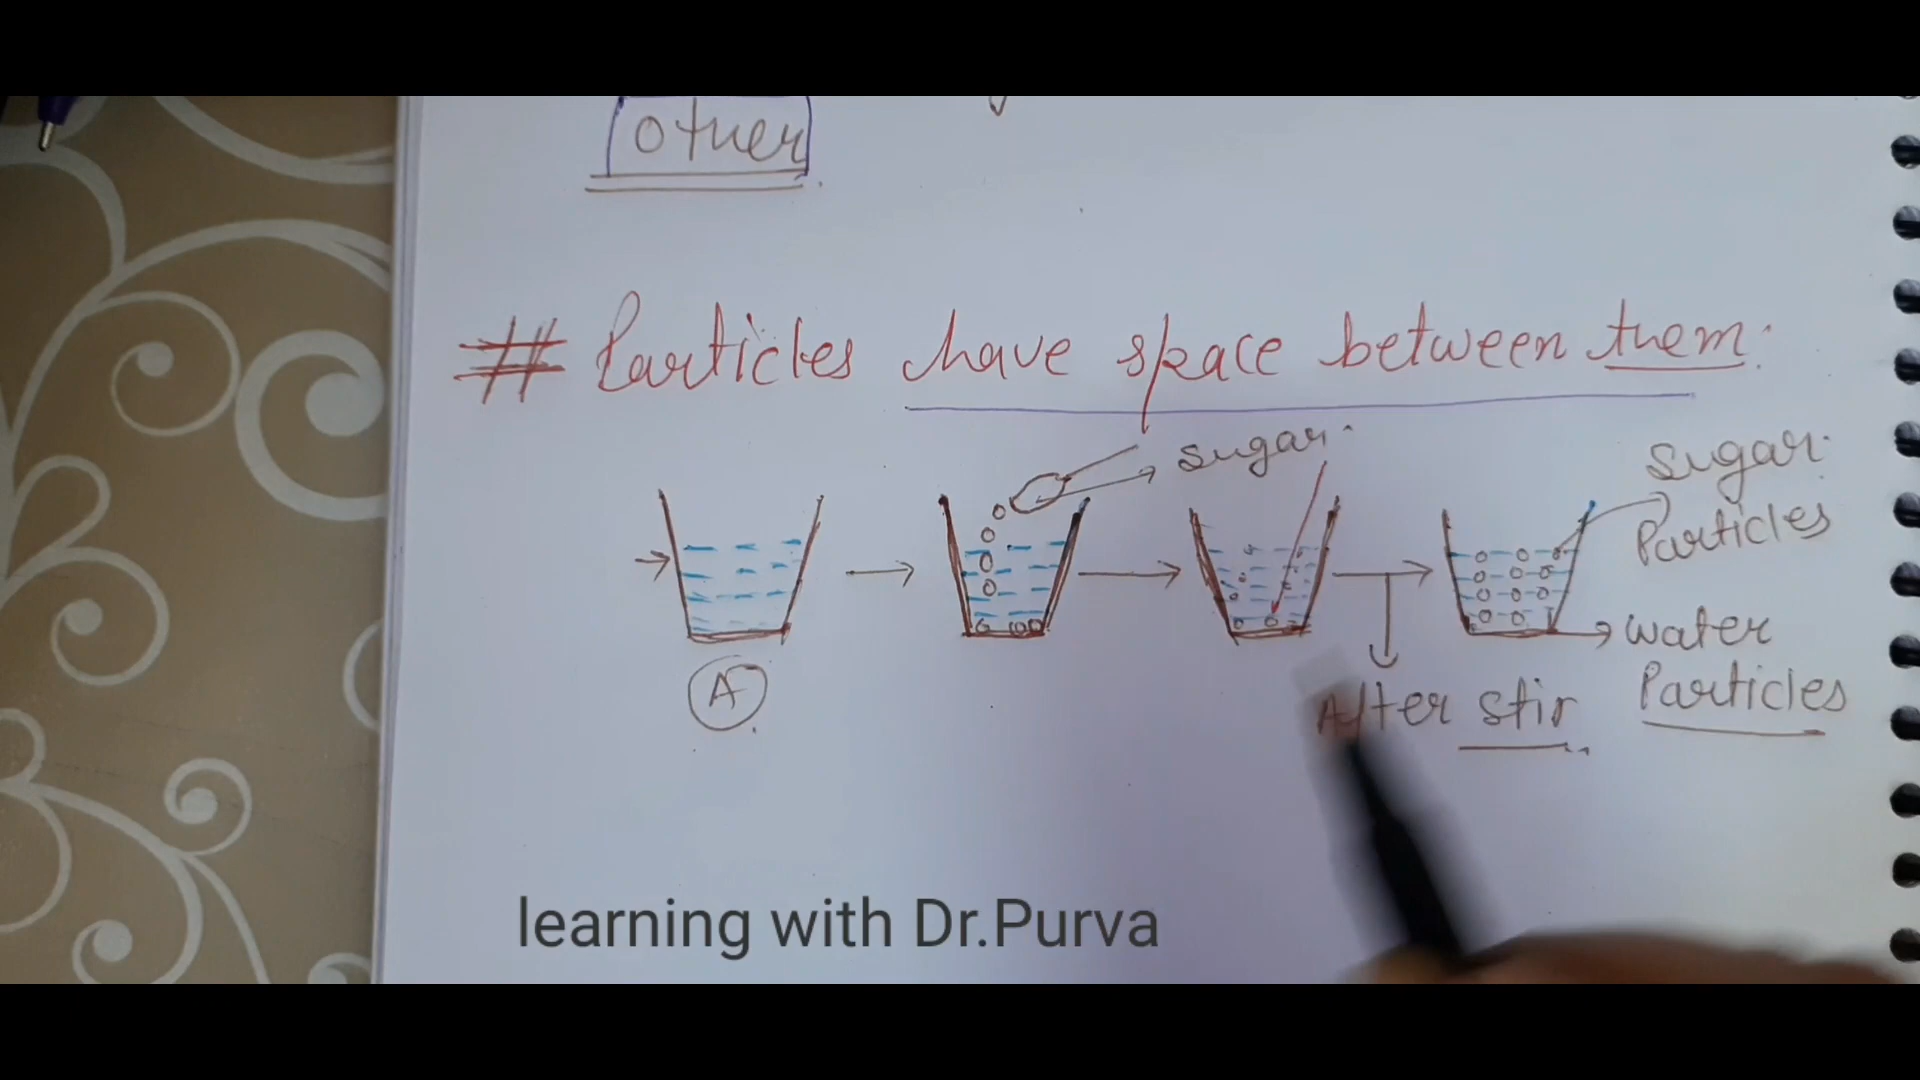 other
# Particles have space between them.
sugar.
sugar
Particles
water
Particles
After stir
A
learning with Dr.Purva